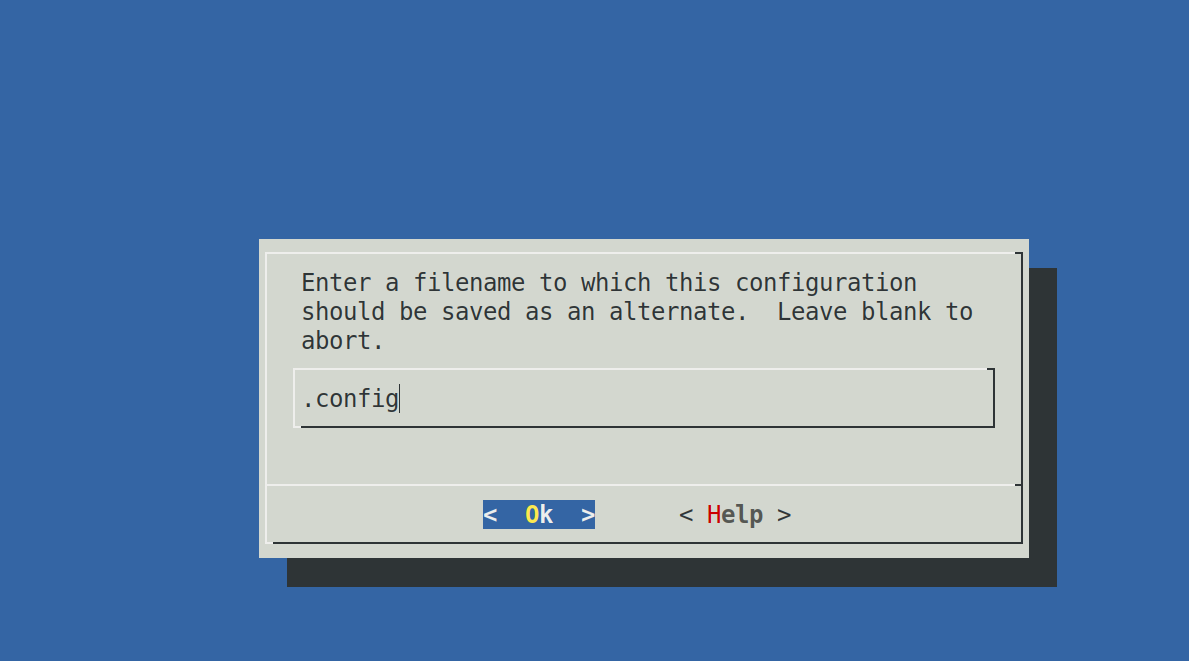 Enter a filename to which this configuration
should be saved as an alternate.  Leave blank to
abort.
.config
<  Ok  > < Help >